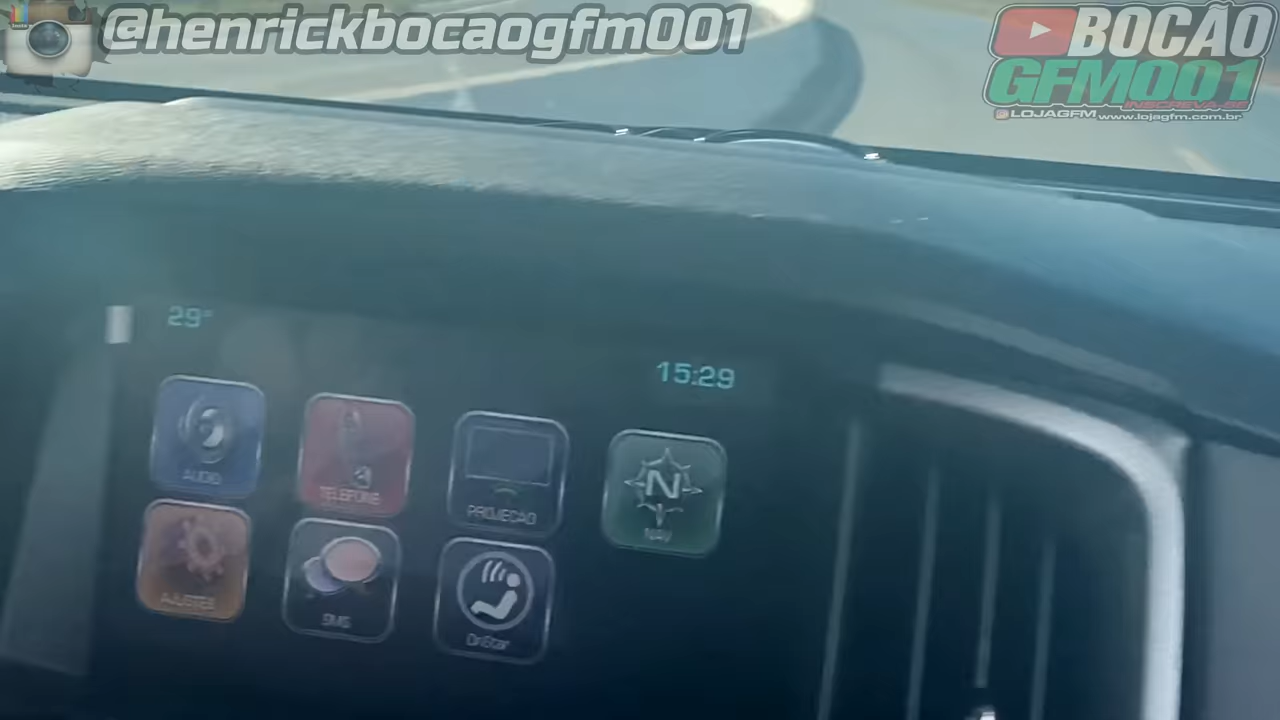 @henrickbocaogfm001
BOCÃO
GFM001
INSCREVA-SE
LOJAGFM www.lojagfm.com.br
29°
15:29
AUDIO
TELEFONE
PROJECAO
NAV
AJUSTES
SMS
OnStar